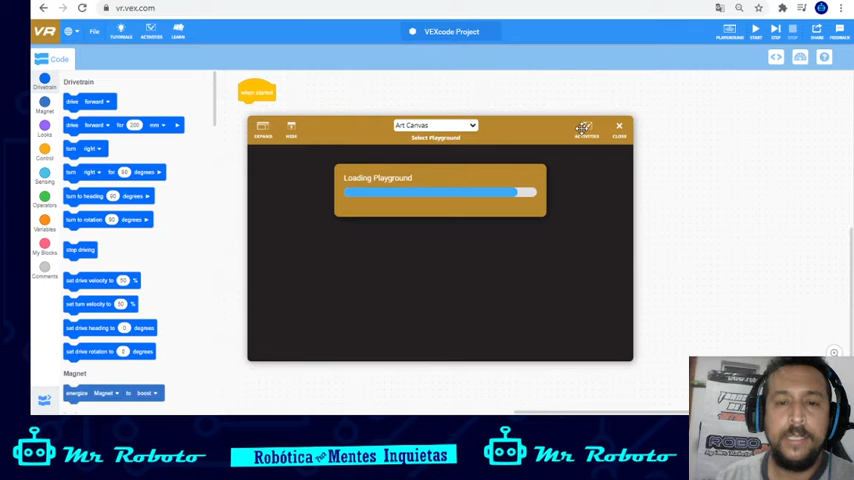 vr.vex.com
VR
File
TUTORIALS
ACTIVITIES
LEARN
VEXcode Project
PLAYGROUND
START
STEP
STOP
SHARE
FEEDBACK
Code
Drivetrain
Magnet
Looks
Control
Sensing
Operators
Variables
My Blocks
Comments
Drivetrain
drive forward
drive forward for 200 mm
turn right
turn right for 90 degrees
turn to heading 90 degrees
turn to rotation 90 degrees
stop driving
set drive velocity to 50 %
set turn velocity to 50 %
set drive heading to 0 degrees
set drive rotation to 0 degrees
Magnet
energize Magnet to boost
when started
EXPAND
HIDE
Art Canvas
Select Playground
ACTIVITIES
CLOSE
Loading Playground
Mr Roboto
Robótica Para Mentes Inquietas
Mr Roboto